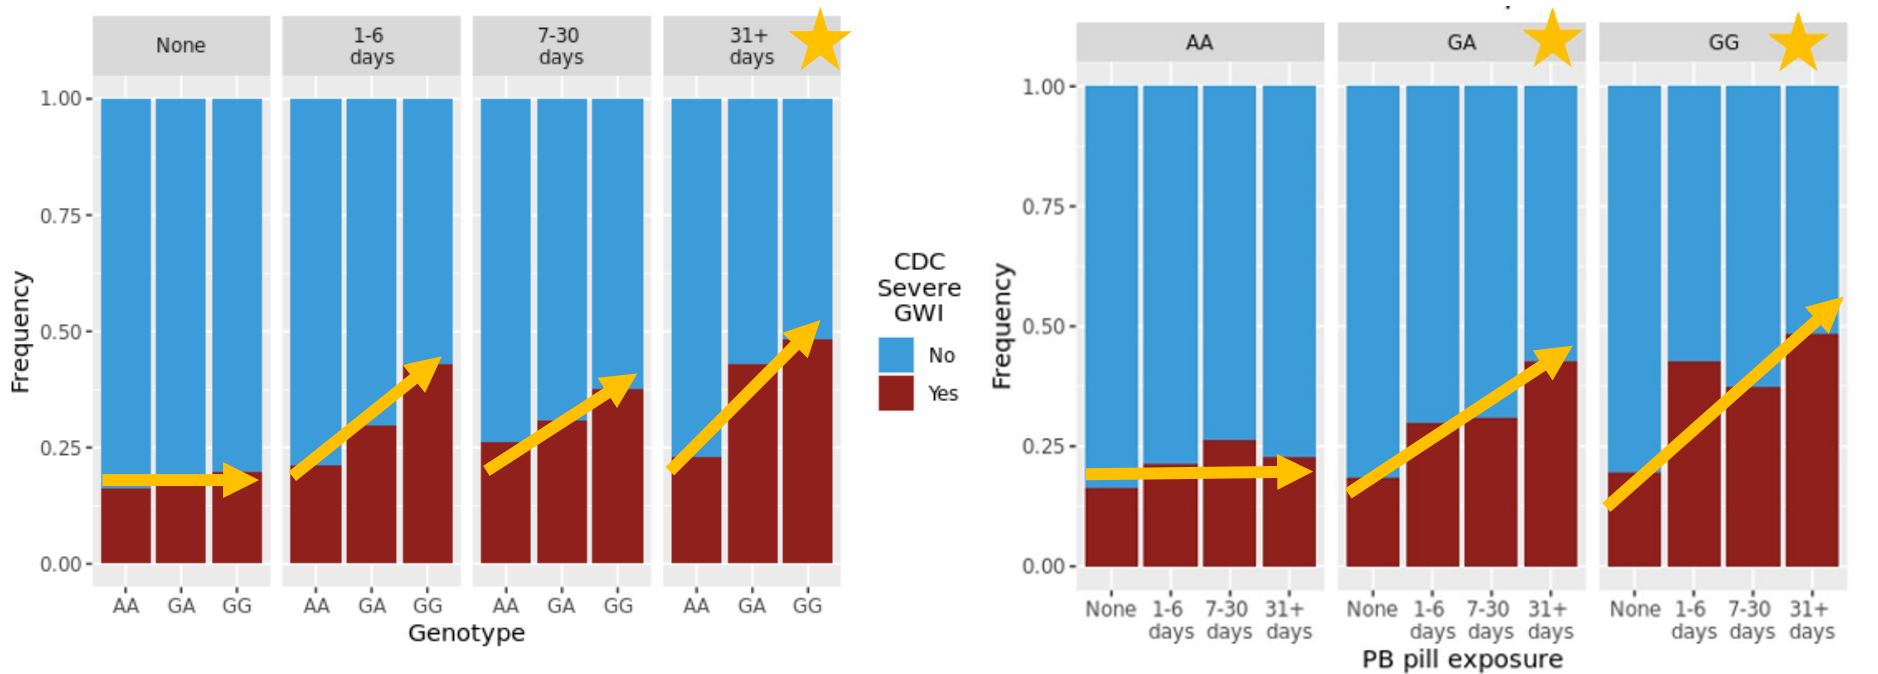 None
1-6
days
7-30
days
31+
days
1.00
0.75
0.50
0.25
0.00
Frequency
AA GA GG
AA GA GG
AA GA GG
AA GA GG
Genotype
CDC
Severe
GWI
No
Yes
AA
GA
GG
1.00
0.75
0.50
0.25
0.00
Frequency
None 1-6 7-30 31+
days days days
None 1-6 7-30 31+
days days days
None 1-6 7-30 31+
days days days
PB pill exposure